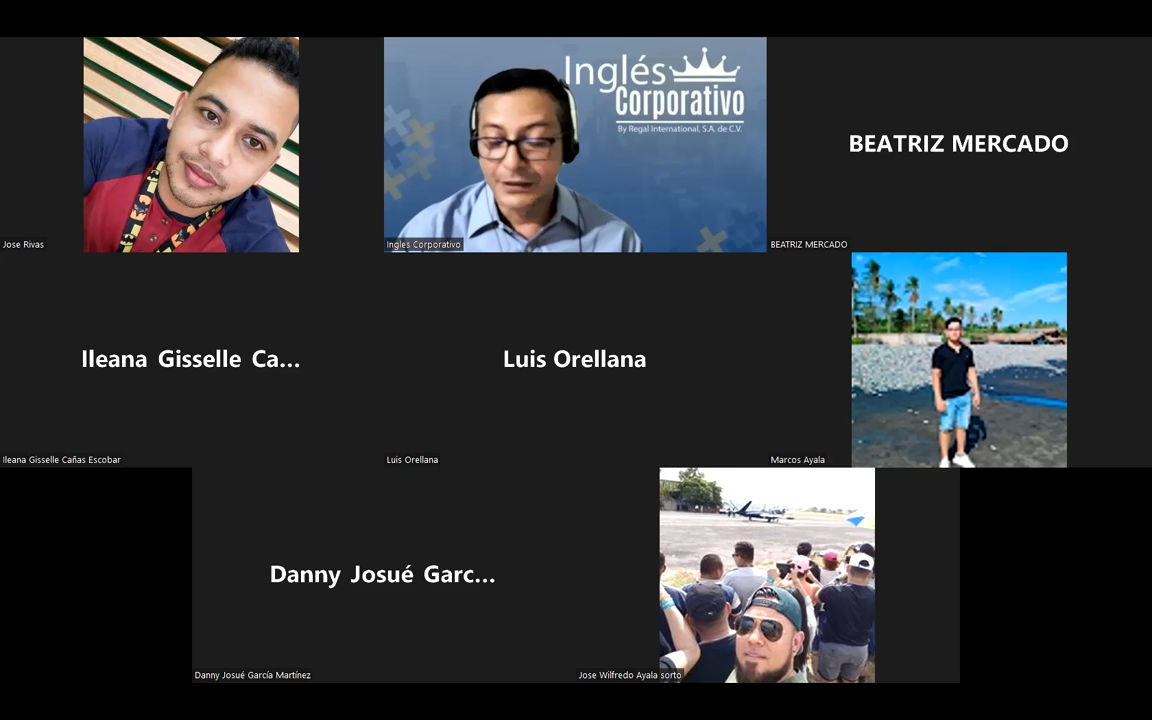 Inglés
Corporativo
By Regal International, S.A. de C.V.
BEATRIZ MERCADO
Jose Rivas
Ingles Corporativo
BEATRIZ MERCADO
Ileana Gisselle Ca...
Luis Orellana
Ileana Gisselle Cañas Escobar
Luis Orellana
Marcos Ayala
Danny Josué Garc...
Danny Josué García Martínez
Jose Wilfredo Ayala sorto